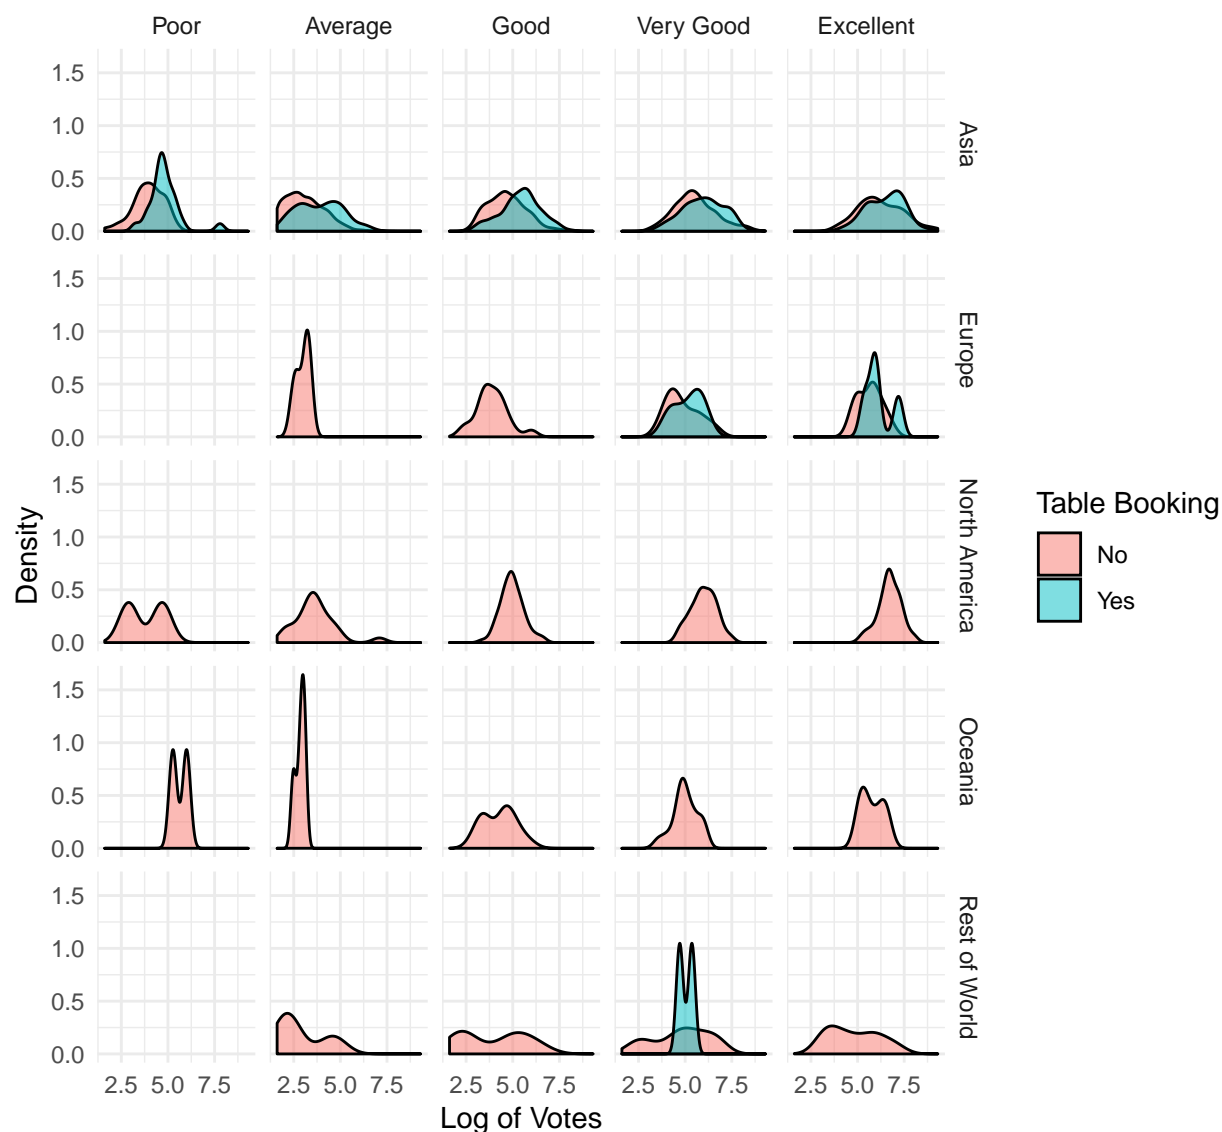 Poor Average Good Very Good Excellent
1.5
1.0
0.5
0.0
Asia
1.5
1.0
0.5
0.0
Europe
1.5
1.0
0.5
0.0
North America
1.5
1.0
0.5
0.0
Oceania
1.5
1.0
0.5
0.0
Rest of World
2.5 5.0 7.5 2.5 5.0 7.5 2.5 5.0 7.5 2.5 5.0 7.5 2.5 5.0 7.5
Log of Votes
Density
Table Booking
No
Yes